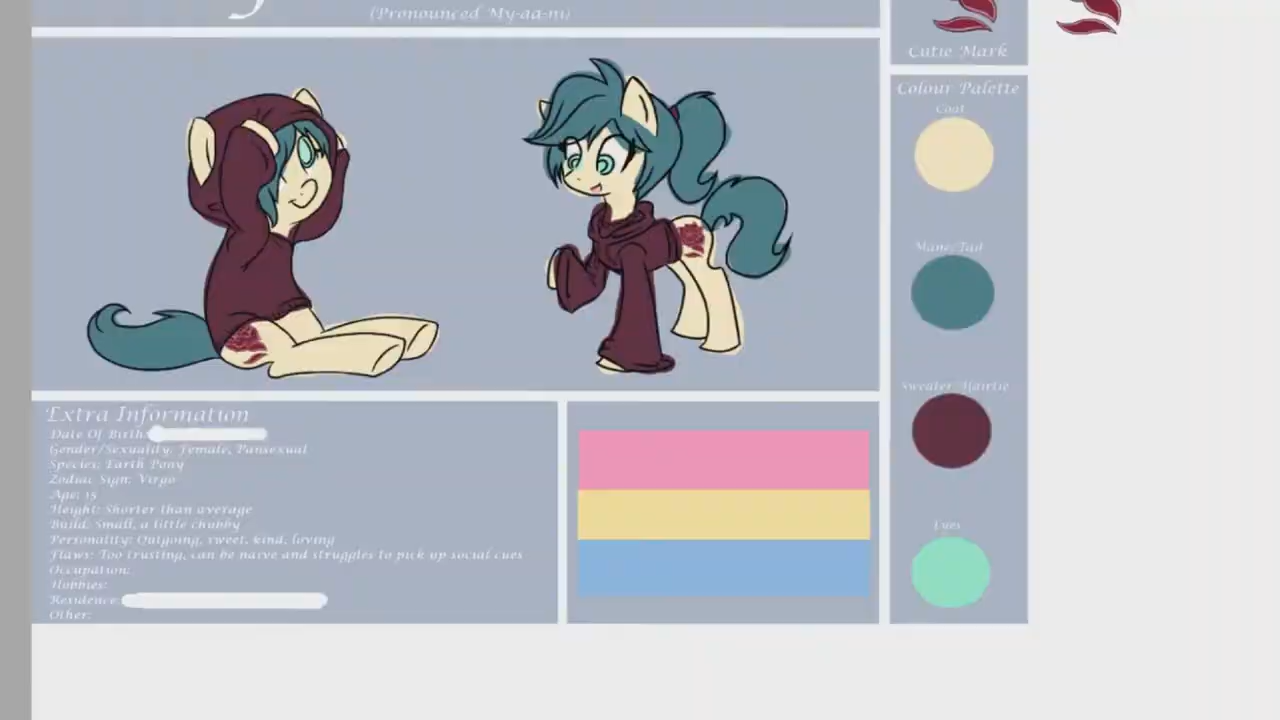 (Pronounced My-aa-ni)
Cutie Mark
Colour Palette
Coat
Mane/Tail
Sweater/Hairtie
Eyes
Extra Information
Date Of Birth:
Gender/Sexuality: Female, Pansexual
Species: Earth Pony
Zodiac Sign: Virgo
Age: 15
Height: Shorter than average
Build: Small, a little chubby
Personality: Outgoing, sweet, kind, loving
Flaws: Too trusting, can be naive and struggles to pick up social cues
Occupation:
Hobbies:
Residence:
Other: